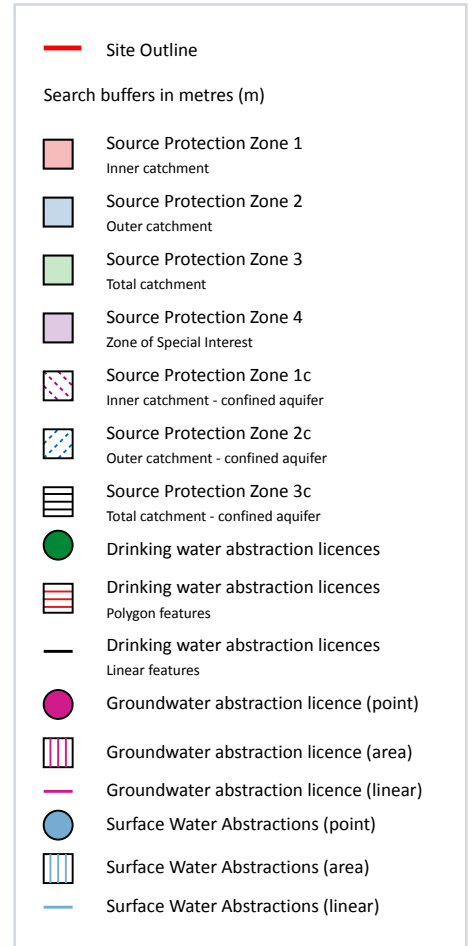 Site Outline
Search buffers in metres (m)
Source Protection Zone 1
Inner catchment
Source Protection Zone 2
Outer catchment
Source Protection Zone 3
Total catchment
Source Protection Zone 4
Zone of Special Interest
Source Protection Zone 1c
Inner catchment - confined aquifer
Source Protection Zone 2c
Outer catchment - confined aquifer
Source Protection Zone 3c
Total catchment - confined aquifer
Drinking water abstraction licences
Drinking water abstraction licences
Polygon features
Drinking water abstraction licences
Linear features
Groundwater abstraction licence (point)
Groundwater abstraction licence (area)
Groundwater abstraction licence (linear)
Surface Water Abstractions (point)
Surface Water Abstractions (area)
Surface Water Abstractions (linear)